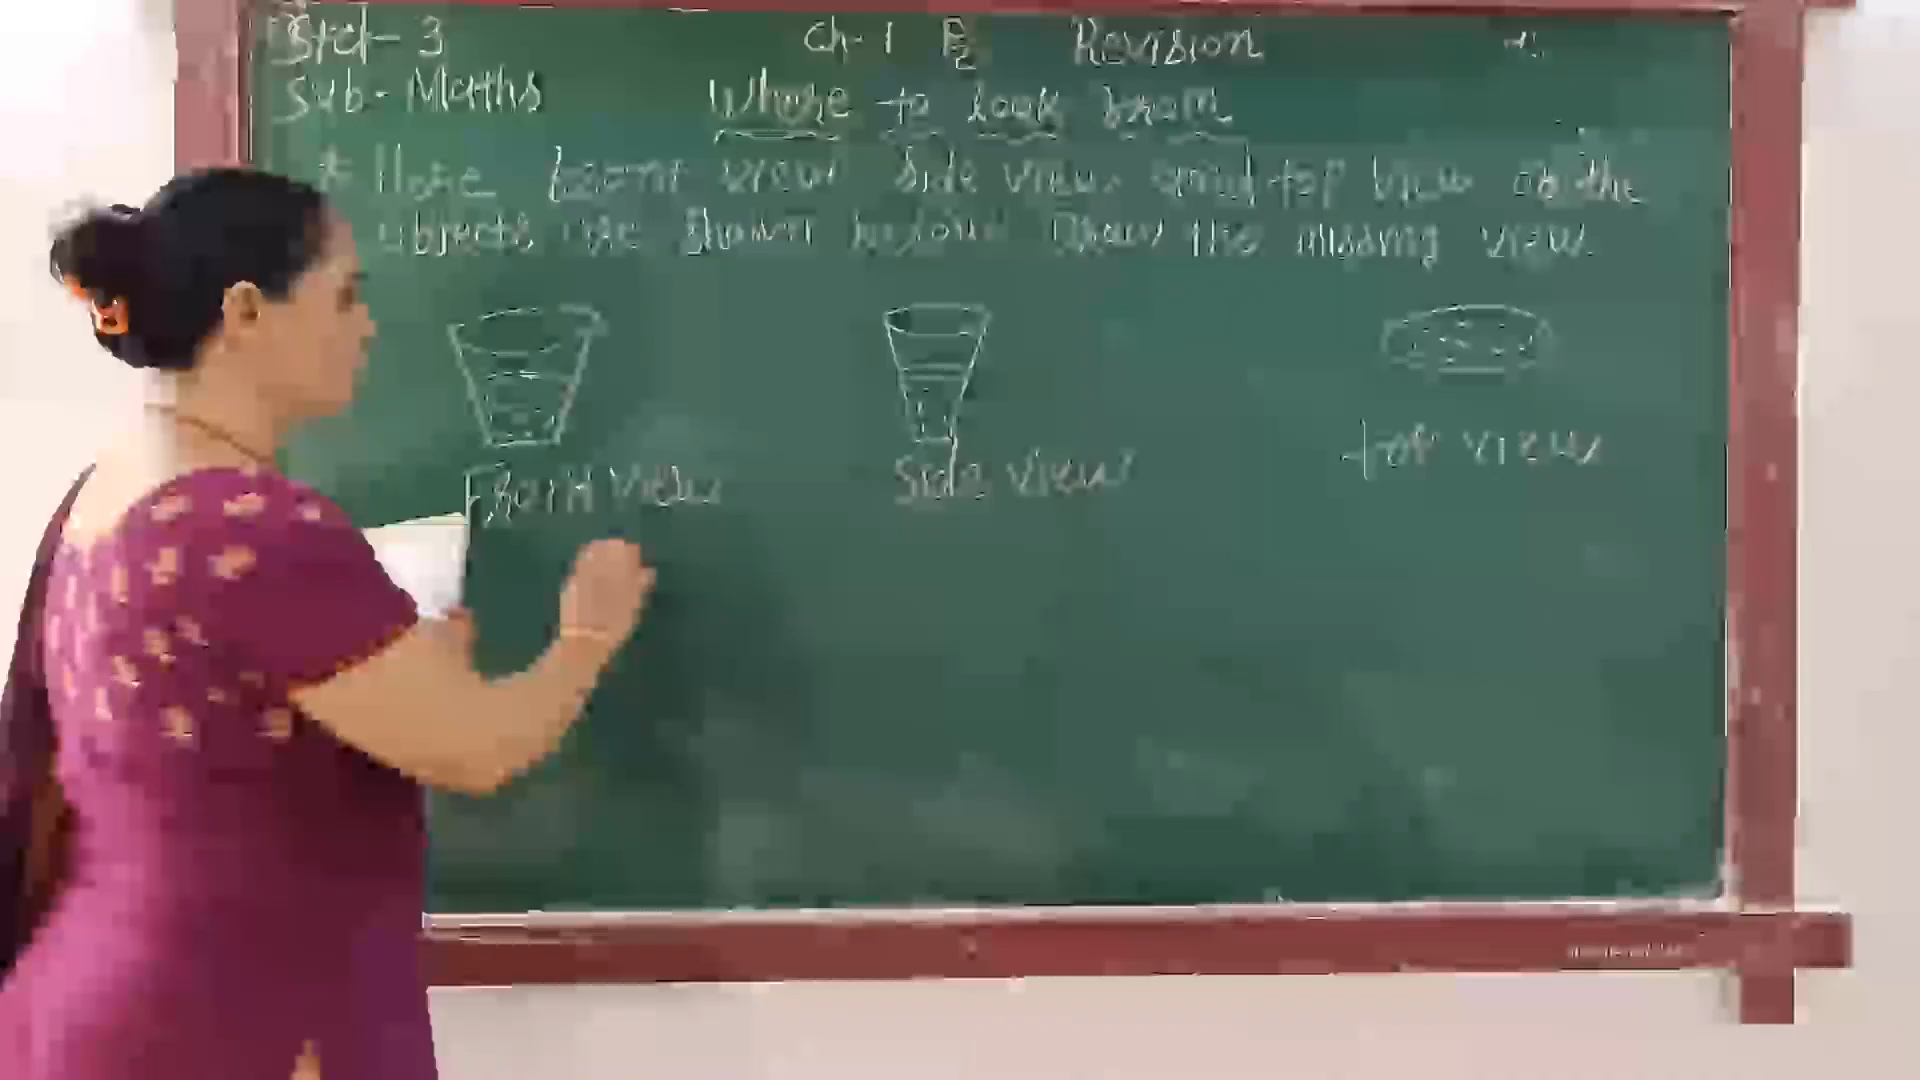 Std- 3 Ch- 1 Revision
Sub- Maths Where to look from
* Here front view side view and top view of the
objects are shown below Draw the missing view
Front view Side view top view